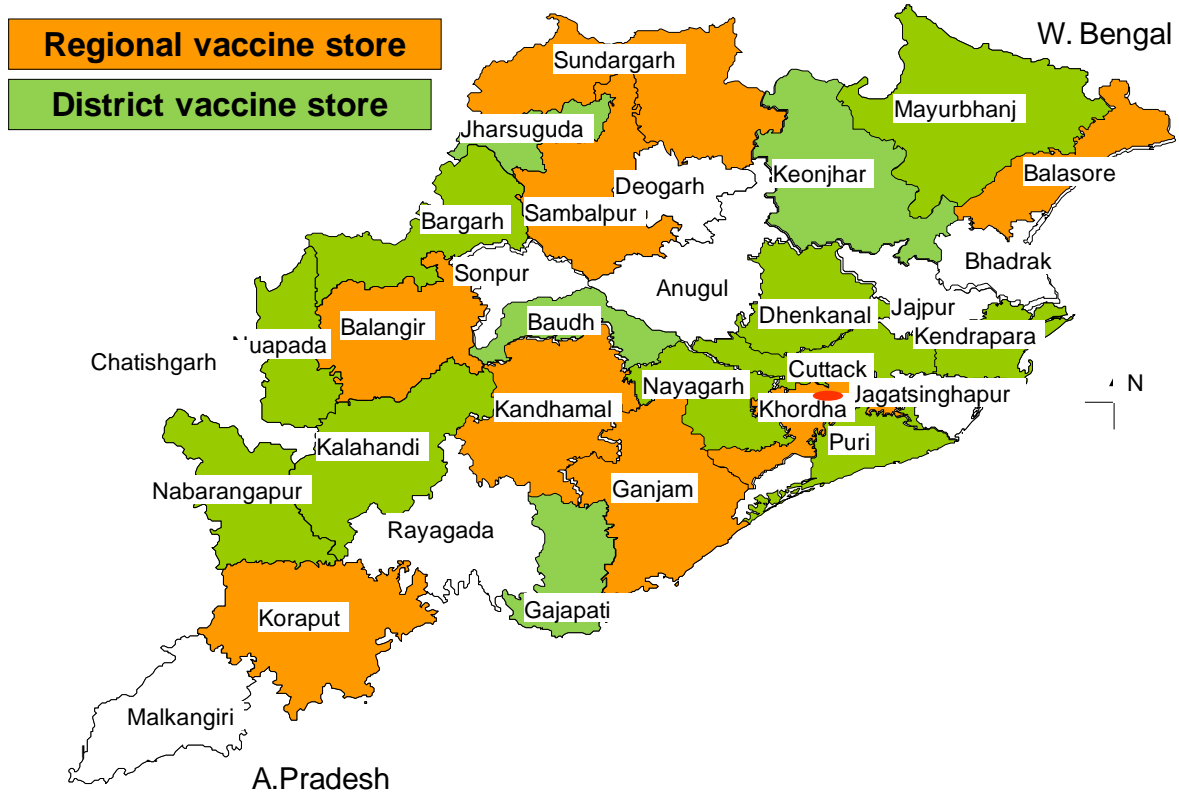 Regional vaccine store
District vaccine store
W. Bengal
Sundargarh
Mayurbhanj
Jharsuguda
Keonjhar
Balasore
Deogarh
Sambalpur
Bargarh
Sonpur
Bhadrak
Anugul
Jajpur
Dhenkanal
Baudh
Balangir
Kendrapara
Nuapada
Chatishgarh
Cuttack
Nayagarh
N
Jagatsinghapur
Khordha
Kandhamal
Puri
Kalahandi
Nabarangapur
Ganjam
Rayagada
Gajapati
Koraput
Malkangiri
A.Pradesh